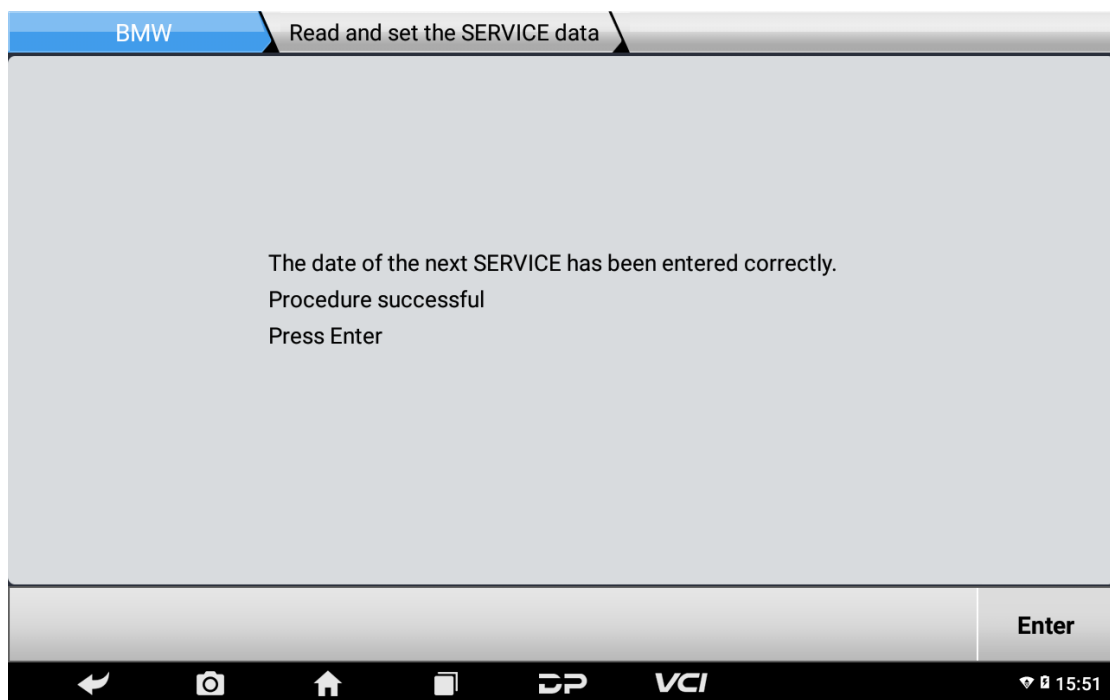 BMW
Read and set the SERVICE data
The date of the next SERVICE has been entered correctly.
Procedure successful
Press Enter
Enter
DP
VCI
15:51